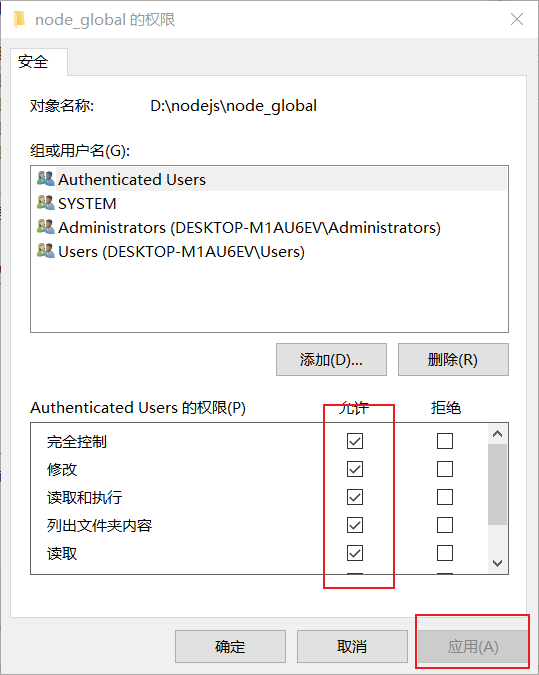 node_global 的权限
安全
对象名称: D:\nodejs\node_global
组或用户名(G):
Authenticated Users
SYSTEM
Administrators (DESKTOP-M1AU6EV\Administrators)
Users (DESKTOP-M1AU6EV\Users)
添加(D)... 删除(R)
Authenticated Users 的权限(P) 允许 拒绝
完全控制
修改
读取和执行
列出文件夹内容
读取
确定 取消 应用(A)